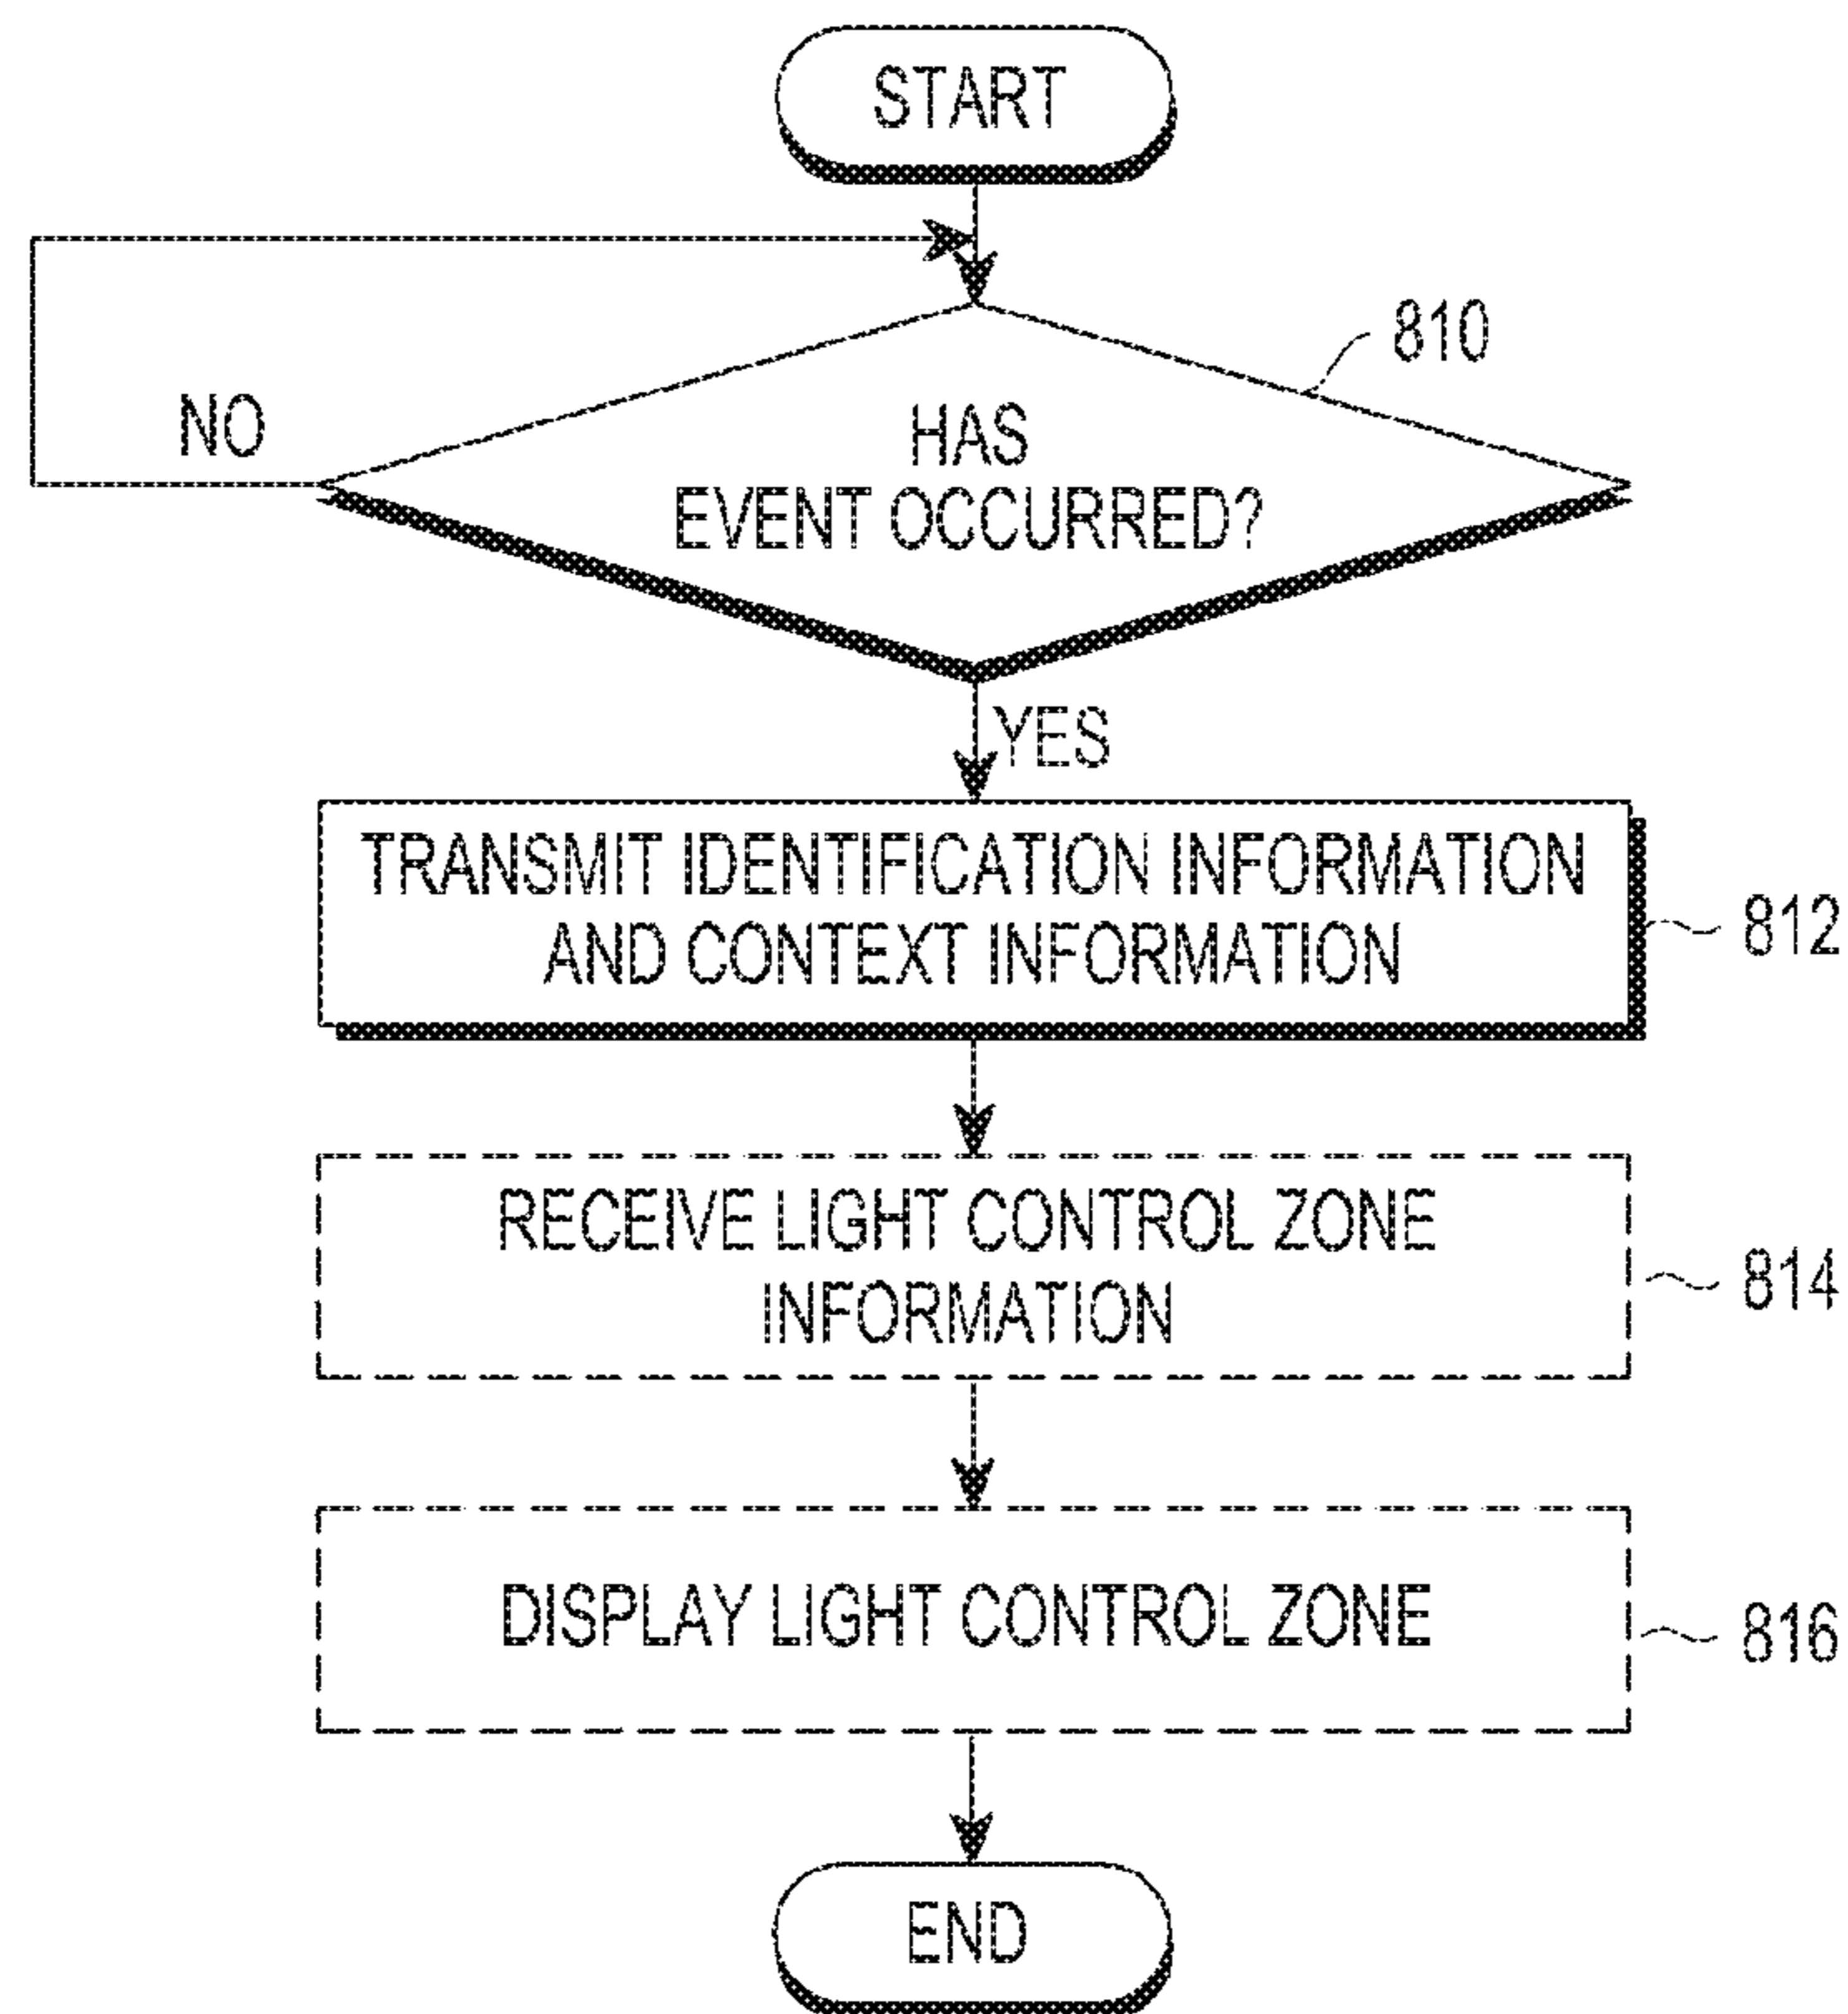 START
810
NO
HAS
EVENT OCCURRED?
YES
TRANSMIT IDENTIFICATION INFORMATION
AND CONTEXT INFORMATION
812
RECEIVE LIGHT CONTROL ZONE
INFORMATION
814
DISPLAY LIGHT CONTROL ZONE
816
END